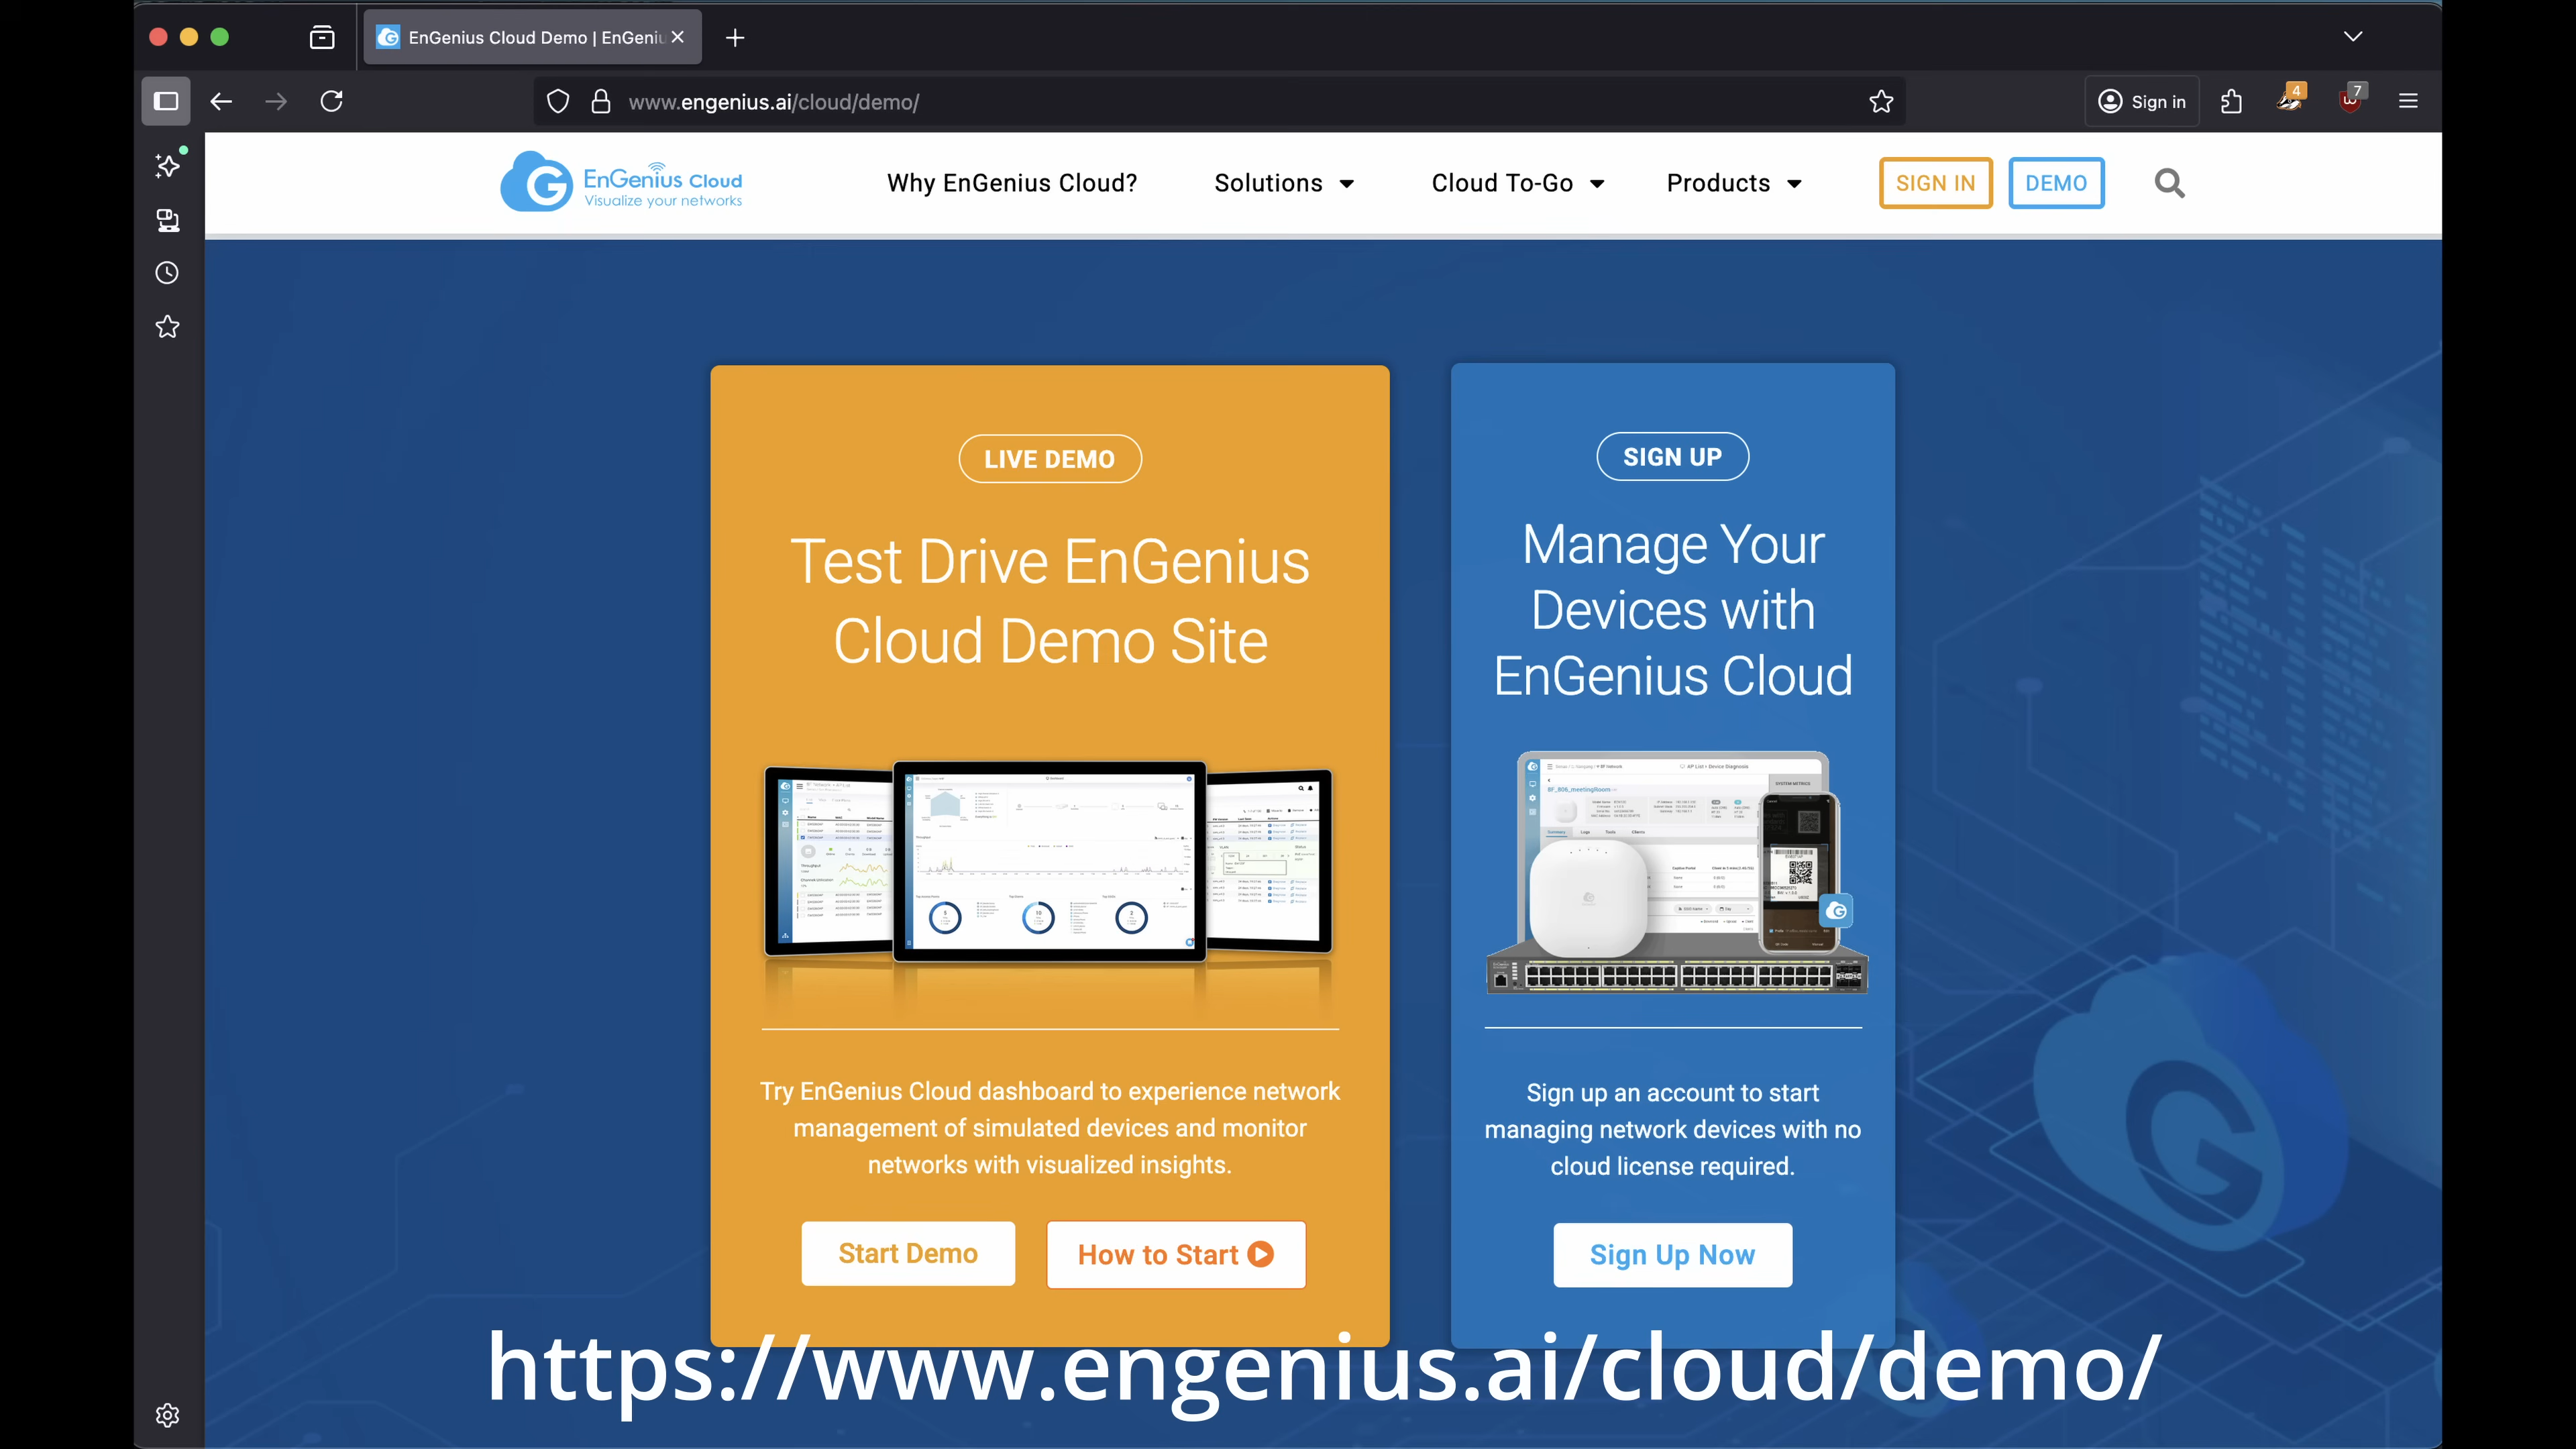 EnGenius Cloud Demo | EnGeniu
www.engenius.ai/cloud/demo/
Sign in
4
7
EnGenius Cloud
Visualize your networks
Why EnGenius Cloud?
Solutions
Cloud To-Go
Products
SIGN IN
DEMO
LIVE DEMO
Test Drive EnGenius
Cloud Demo Site
Try EnGenius Cloud dashboard to experience network
management of simulated devices and monitor
networks with visualized insights.
Start Demo
How to Start
SIGN UP
Manage Your
Devices with
EnGenius Cloud
Sign up an account to start
managing network devices with no
cloud license required.
Sign Up Now
https://www.engenius.ai/cloud/demo/